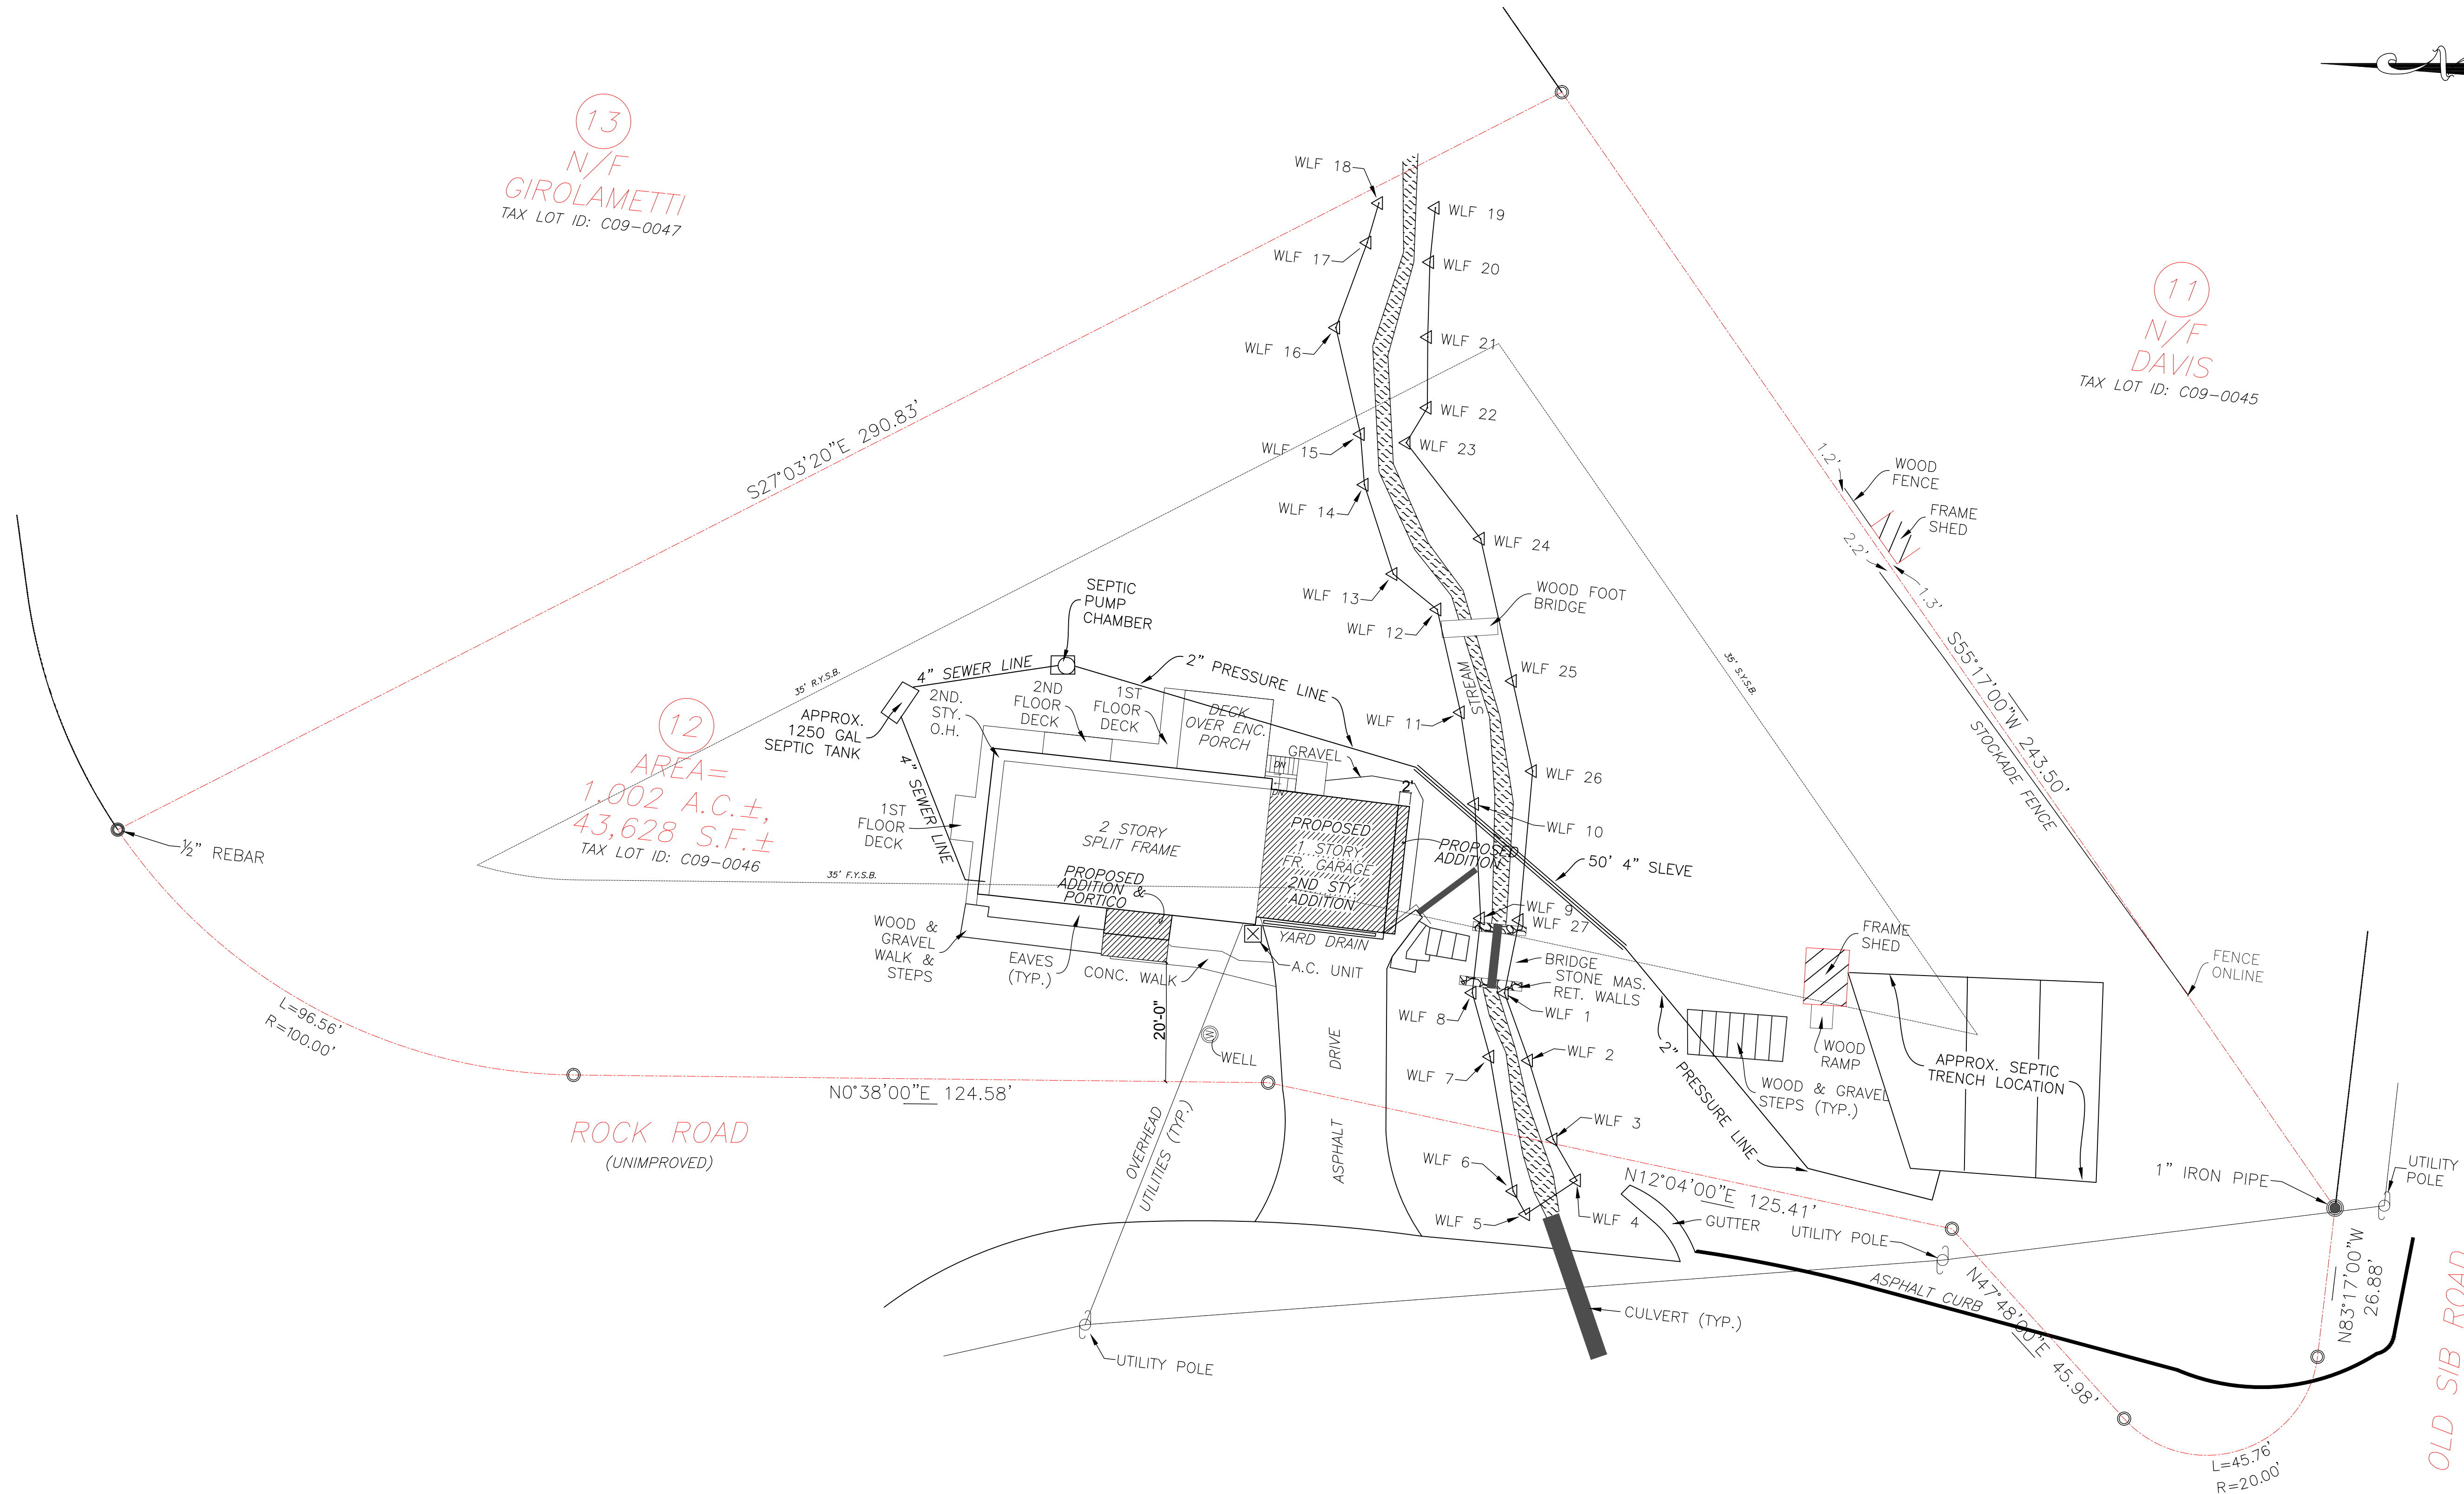 13
N/F
GIROLAMETTI
TAX LOT ID: C09-0047
11
N/F
DAVIS
TAX LOT ID: C09-0045
12
AREA=
1.002 A.C.±,
43,628 S.F.±
TAX LOT ID: C09-0046
S27°03'20"E 290.83'
WLF 18
WLF 19
WLF 17
WLF 20
WLF 16
WLF 21
WLF 15
WLF 22
WLF 23
WLF 14
WLF 24
WLF 13
WLF 12
WOOD FOOT
BRIDGE
WLF 25
WLF 11
STREAM
WLF 26
WLF 10
50' 4" SLEVE
WLF 9
WLF 27
BRIDGE
STONE MAS.
RET. WALLS
WLF 8
WLF 1
WLF 7
WLF 2
WLF 6
WLF 3
WLF 5
WLF 4
1.2'
WOOD
FENCE
FRAME
SHED
2.2'
1.3'
S55°17'00"W 243.50'
STOCKADE FENCE
35' S.Y.S.B.
35' R.Y.S.B.
35' F.Y.S.B.
SEPTIC
PUMP
CHAMBER
4" SEWER LINE
2" PRESSURE LINE
APPROX.
1250 GAL
SEPTIC TANK
4" SEWER LINE
2ND.
STY.
O.H.
2ND
FLOOR
DECK
1ST
FLOOR
DECK
DECK
OVER ENC.
PORCH
GRAVEL
DN
DN
2'
1ST
FLOOR
DECK
2 STORY
SPLIT FRAME
PROPOSED
1 STORY
FR. GARAGE
2ND STY.
ADDITION
PROPOSED
ADDITION
PROPOSED
ADDITION &
PORTICO
WOOD &
GRAVEL
WALK &
STEPS
EAVES
(TYP.)
CONC. WALK
YARD DRAIN
A.C. UNIT
20'-0"
W
WELL
½" REBAR
L=96.56'
R=100.00'
N0°38'00"E 124.58'
ROCK ROAD
(UNIMPROVED)
OVERHEAD
UTILITIES (TYP.)
ASPHALT DRIVE
UTILITY POLE
CULVERT (TYP.)
N12°04'00"E 125.41'
GUTTER
UTILITY POLE
2" PRESSURE LINE
WOOD & GRAVEL
STEPS (TYP.)
FRAME
SHED
WOOD
RAMP
APPROX. SEPTIC
TRENCH LOCATION
FENCE
ONLINE
1" IRON PIPE
UTILITY
POLE
ASPHALT CURB
N47°48'00"E 45.98'
N83°17'00"W
26.88'
L=45.76'
R=20.00'
OLD SIB ROAD